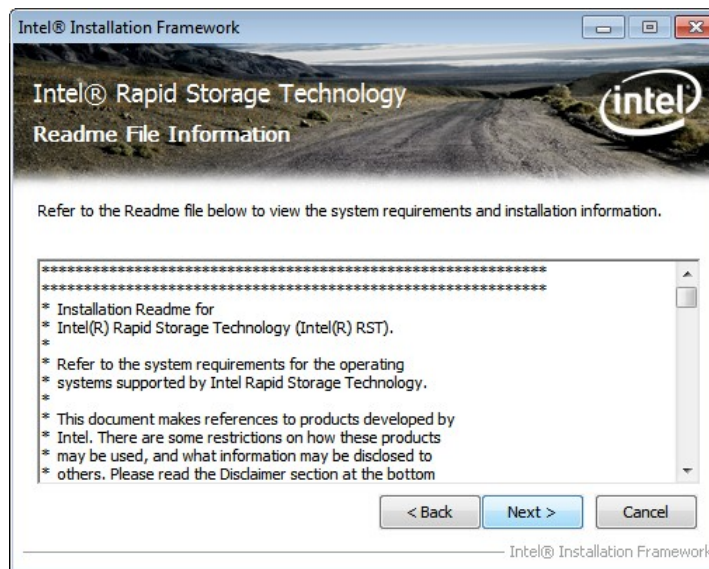 Intel® Installation Framework
Intel® Rapid Storage Technology
intel
Readme File Information
Refer to the Readme file below to view the system requirements and installation information.
************************************************************
************************************************************
* Installation Readme for
* Intel(R) Rapid Storage Technology (Intel(R) RST).
*
* Refer to the system requirements for the operating
* systems supported by Intel Rapid Storage Technology.
*
* This document makes references to products developed by
* Intel. There are some restrictions on how these products
* may be used, and what information may be disclosed to
* others. Please read the Disclaimer section at the bottom
< Back
Next >
Cancel
Intel® Installation Framework